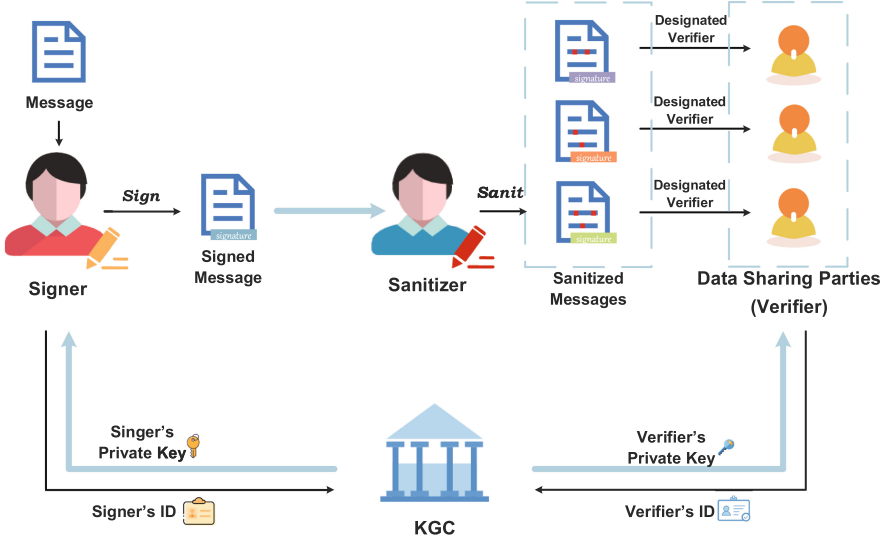 Message
Sign
signature
Signed
Message
Signer
Sanitizer
Sanit
signature
signature
signature
Sanitized
Messages
Designated
Verifier
Designated
Verifier
Designated
Verifier
Data Sharing Parties
(Verifier)
Singer's
Private Key
Signer's ID
KGC
Verifier's
Private Key
Verifier's ID